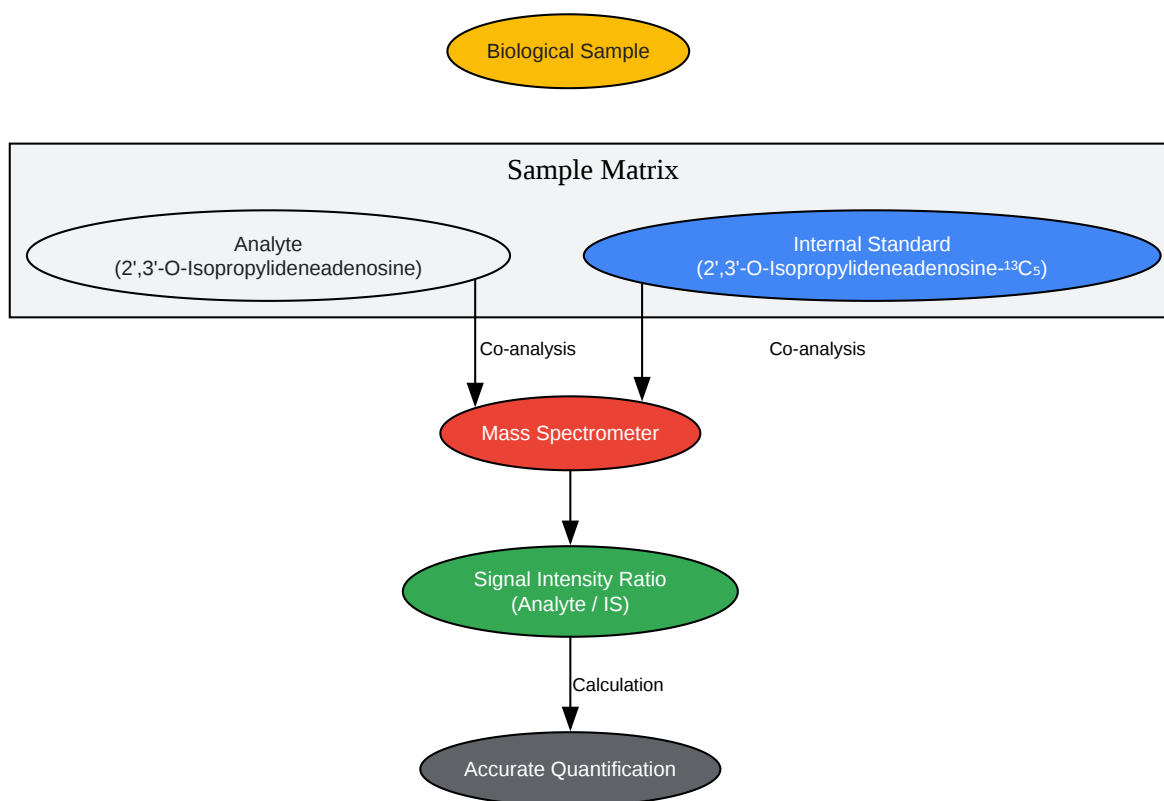 Biological Sample
Sample Matrix
Analyte
(2',3'-O-Isopropylideneadenosine)
Internal Standard
(2',3'-O-Isopropylideneadenosine-¹³C₅)
Co-analysis
Co-analysis
Mass Spectrometer
Signal Intensity Ratio
(Analyte / IS)
Calculation
Accurate Quantification